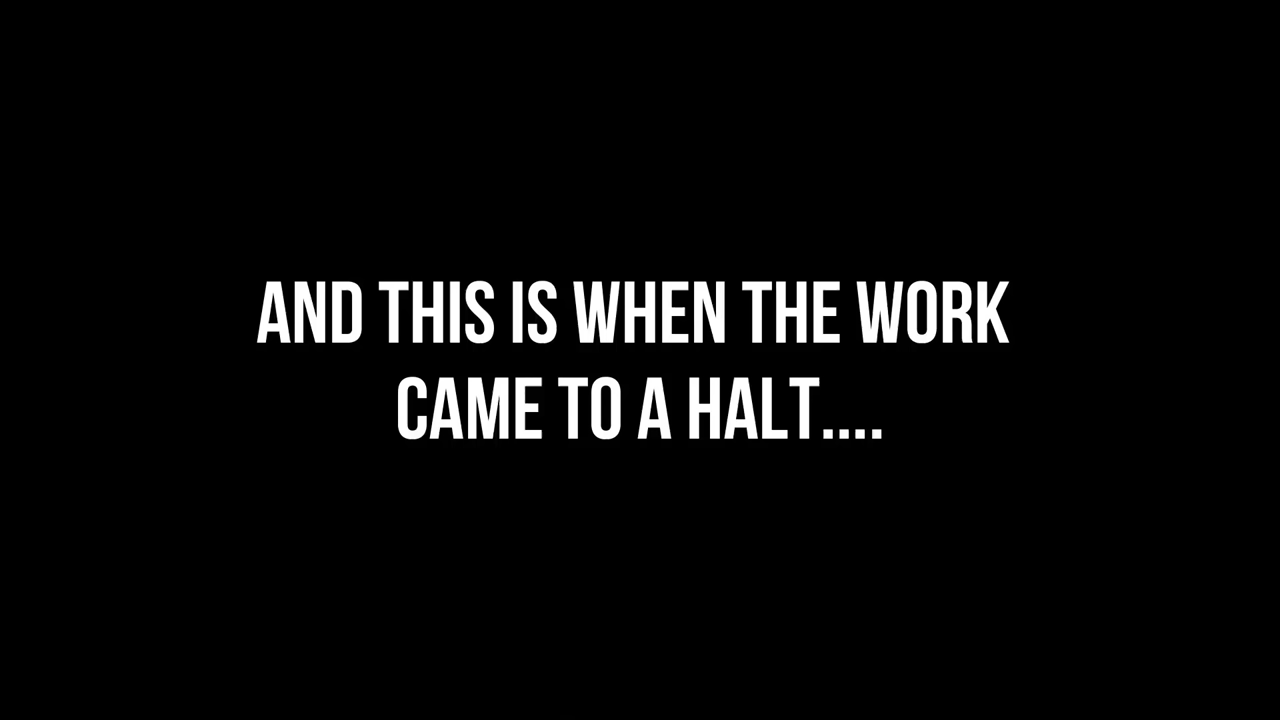 AND THIS IS WHEN THE WORK
CAME TO A HALT....